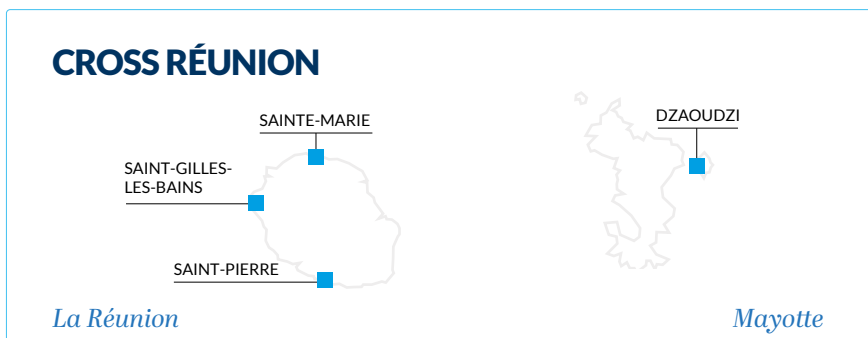 CROSS RÉUNION
SAINTE-MARIE
DZAOUDZI
SAINT-GILLES-
LES-BAINS
SAINT-PIERRE
La Réunion
Mayotte